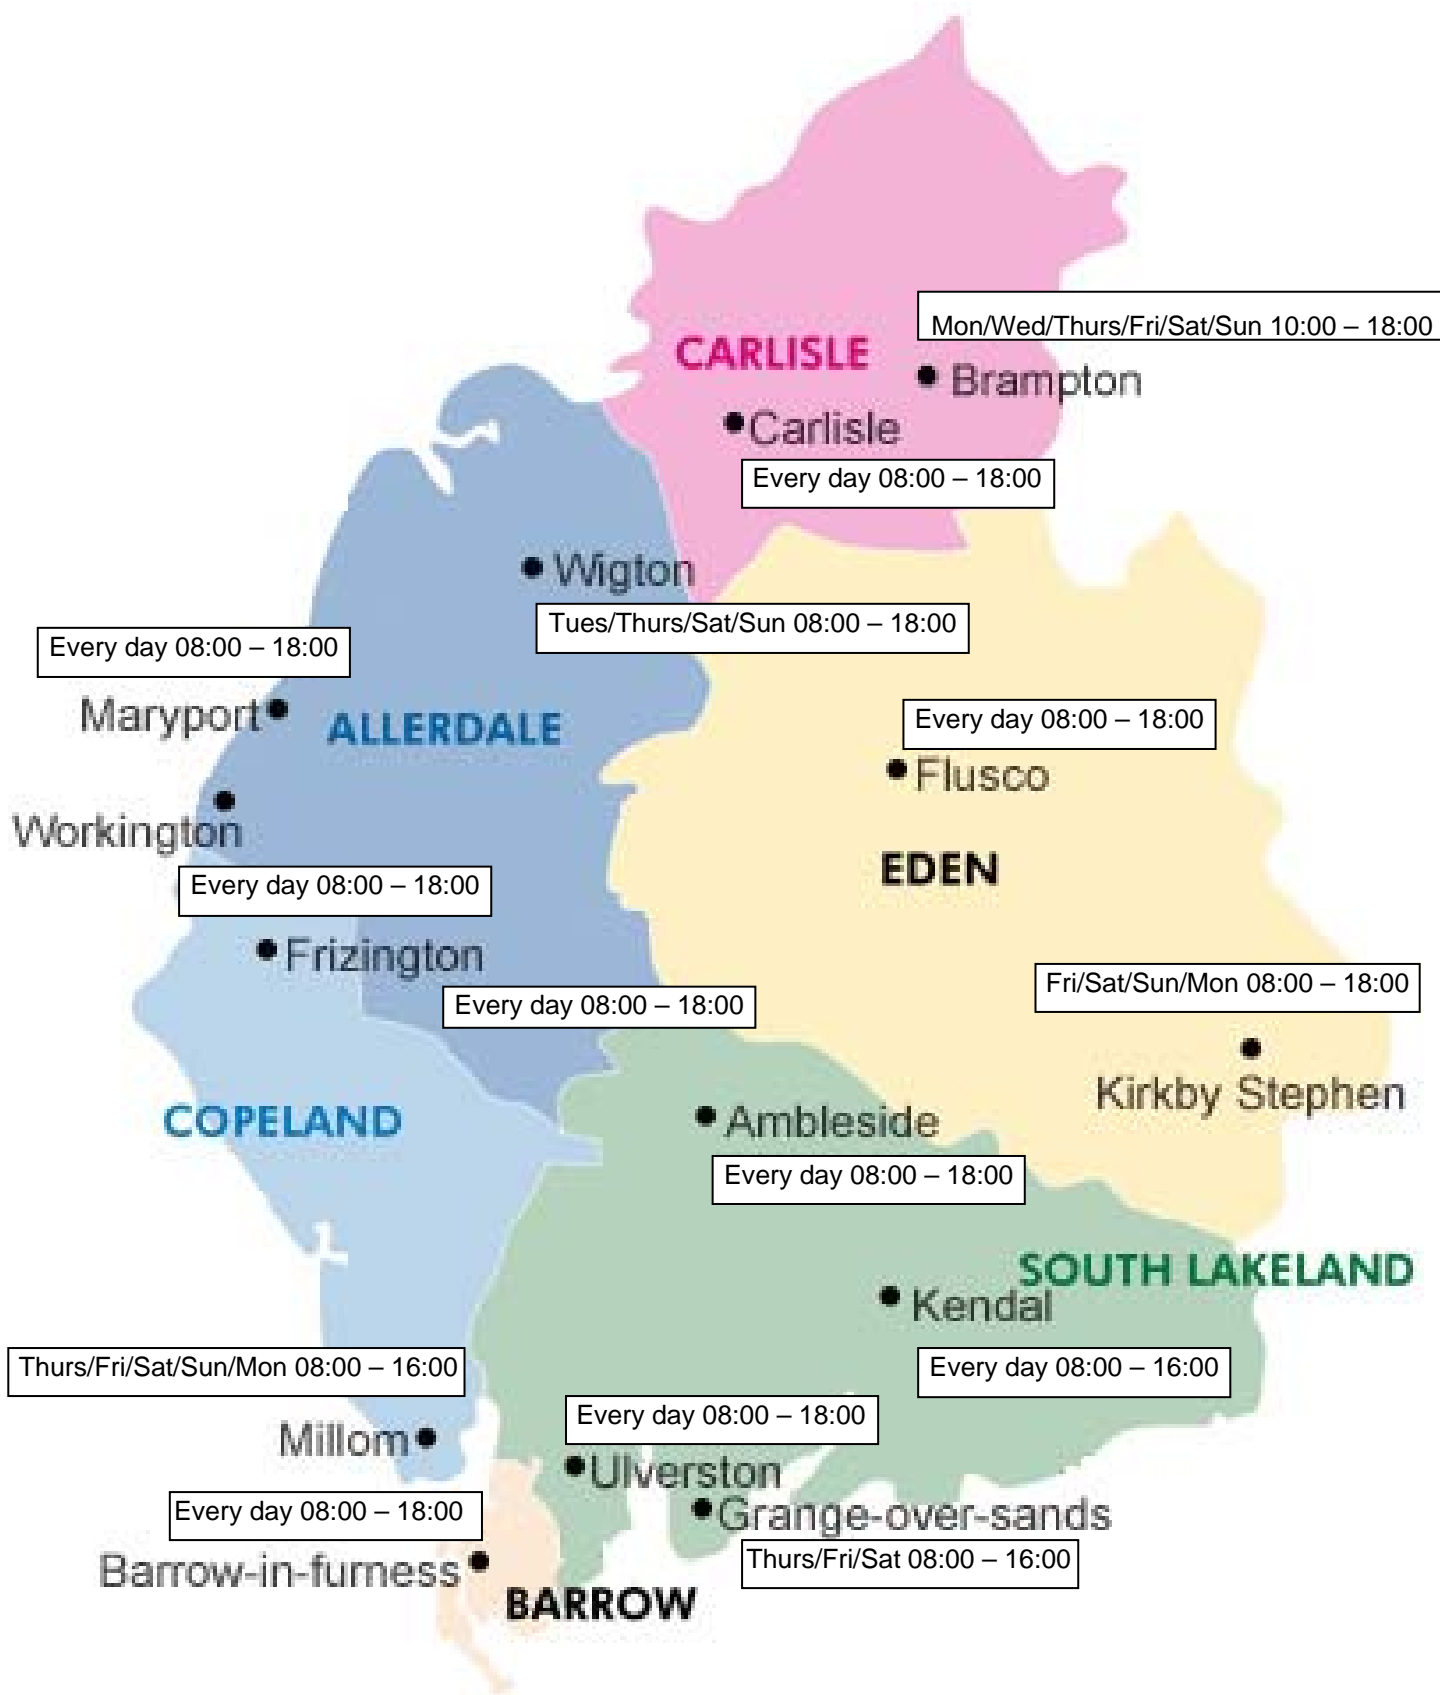 Mon/Wed/Thurs/Fri/Sat/Sun 10:00 – 18:00
CARLISLE
Brampton
Carlisle
Every day 08:00 – 18:00
Wigton
Tues/Thurs/Sat/Sun 08:00 – 18:00
Every day 08:00 – 18:00
Maryport
ALLERDALE
Every day 08:00 – 18:00
Flusco
Workington
EDEN
Every day 08:00 – 18:00
Frizington
Every day 08:00 – 18:00
Fri/Sat/Sun/Mon 08:00 – 18:00
Kirkby Stephen
COPELAND
Ambleside
Every day 08:00 – 18:00
SOUTH LAKELAND
Kendal
Every day 08:00 – 16:00
Thurs/Fri/Sat/Sun/Mon 08:00 – 16:00
Millom
Every day 08:00 – 18:00
Ulverston
Grange-over-sands
Thurs/Fri/Sat 08:00 – 16:00
Every day 08:00 – 18:00
Barrow-in-furness
BARROW